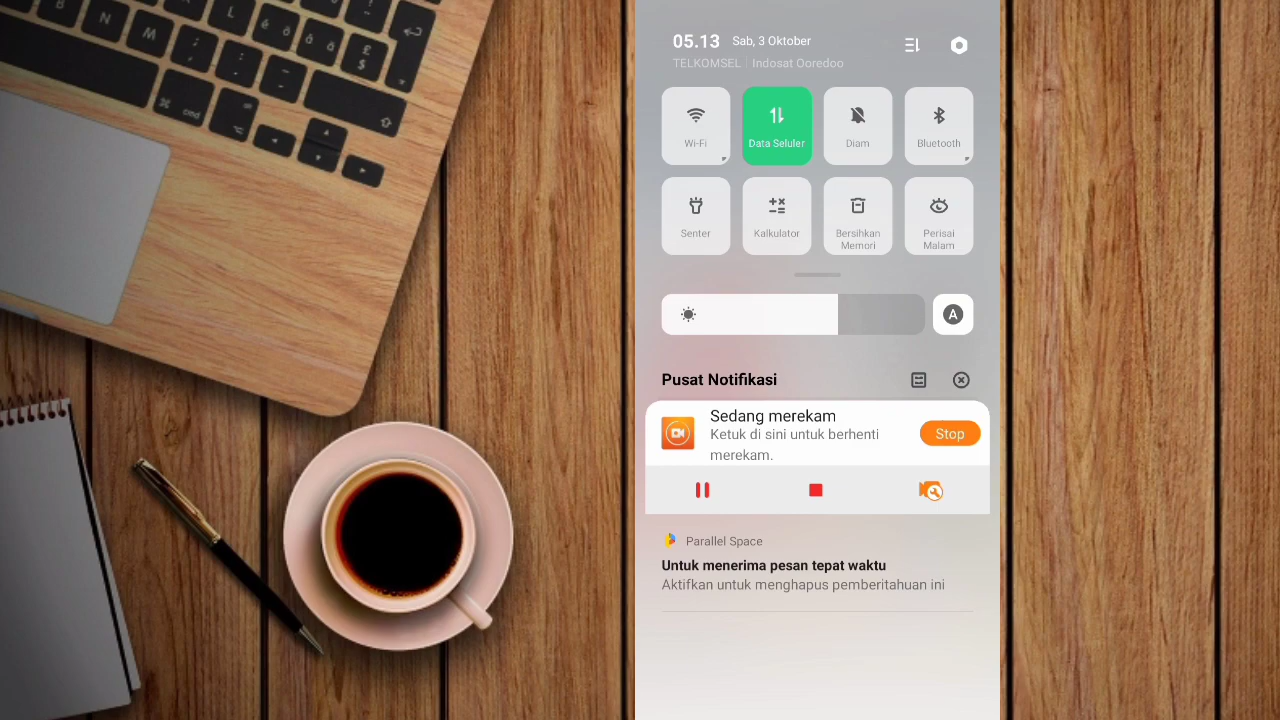 B
N
M
L
é
ò
à
ù
£
$
;
,
:
.
-
_
cmd
05.13 Sab, 3 Oktober
TELKOMSEL | Indosat Ooredoo
Wi-Fi
Data Seluler
Diam
Bluetooth
Senter
Kalkulator
Bersihkan
Memori
Perisai
Malam
A
Pusat Notifikasi
Sedang merekam
Ketuk di sini untuk berhenti
merekam.
Stop
Parallel Space
Untuk menerima pesan tepat waktu
Aktifkan untuk menghapus pemberitahuan ini